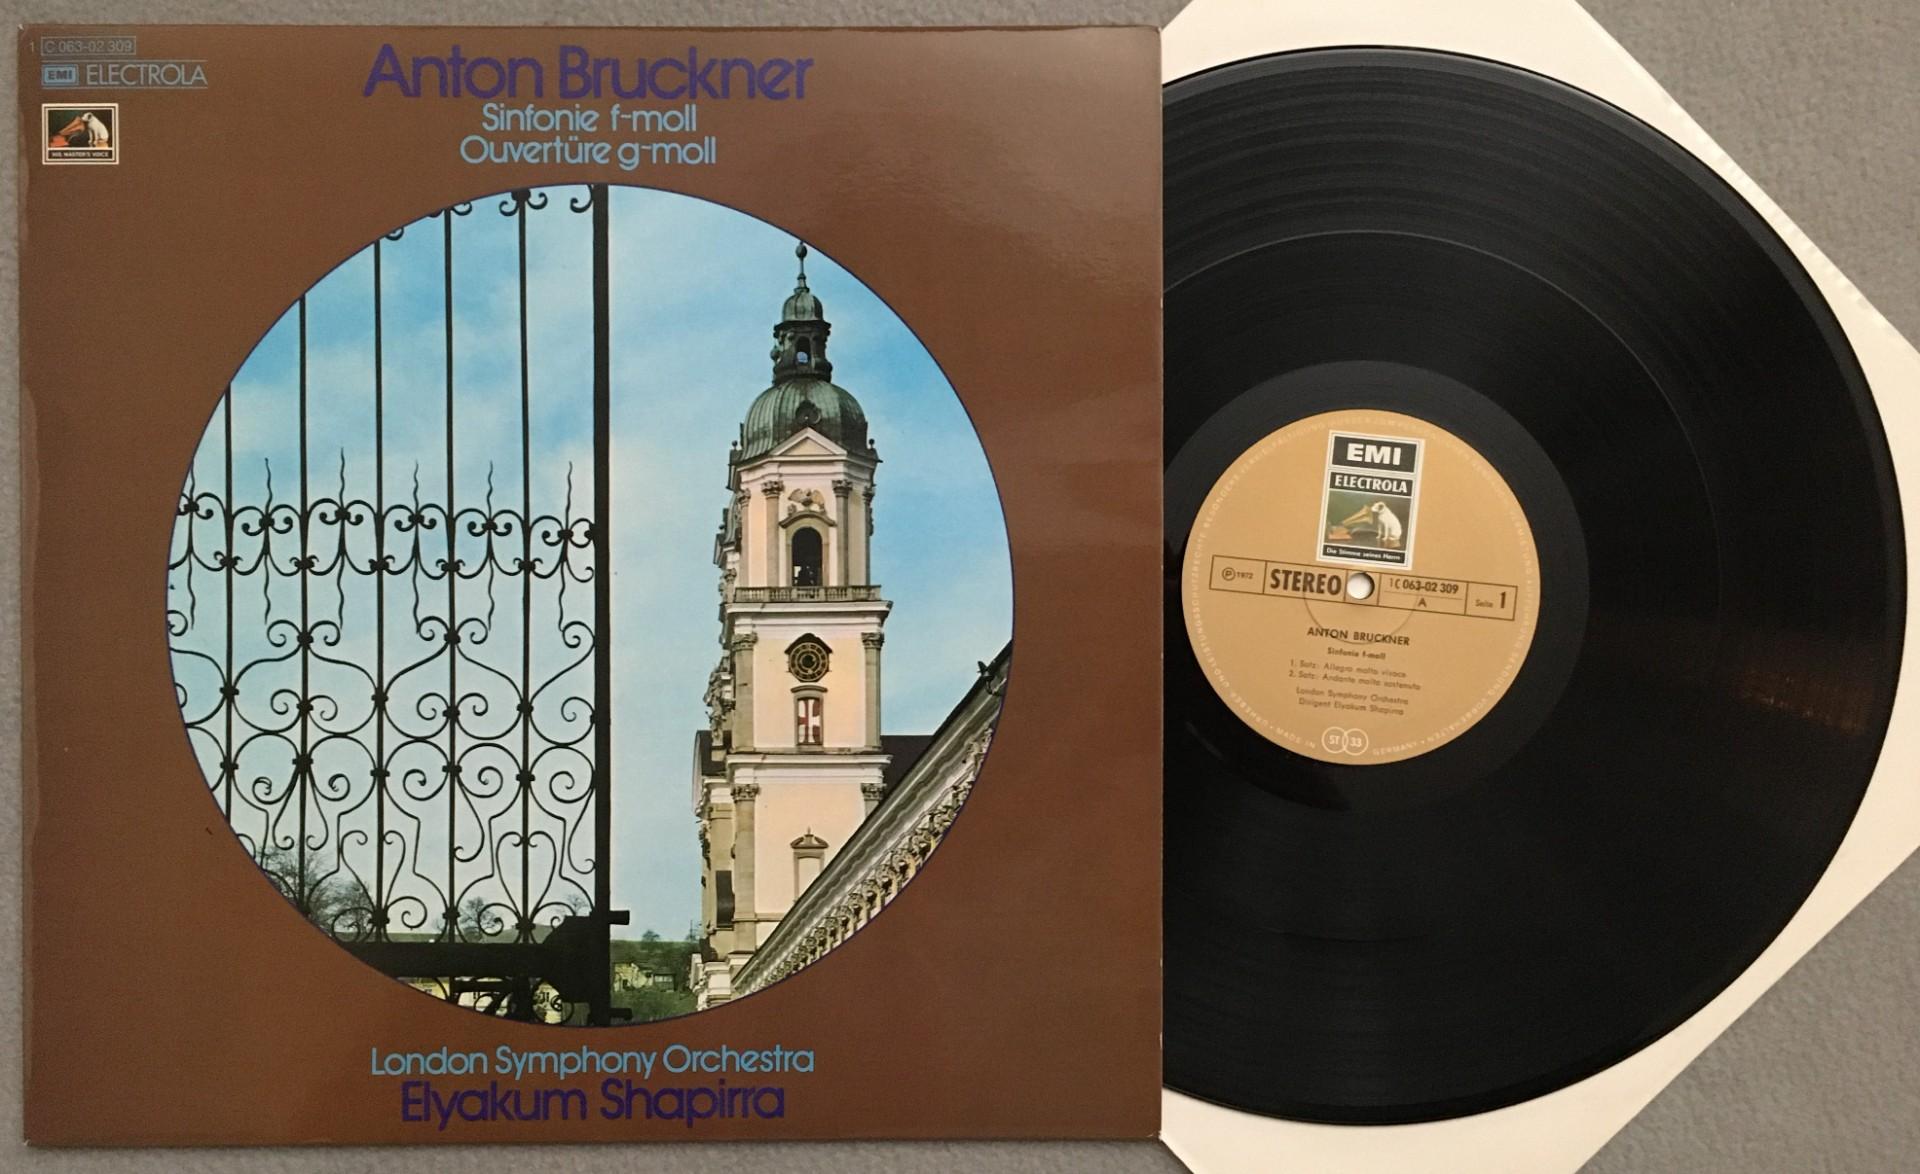 1 C 063-02 309
EMI ELECTROLA
HIS MASTER'S VOICE
Anton Bruckner
Sinfonie f-moll
Ouvertüre g-moll
London Symphony Orchestra
Elyakum Shapirra
EMI
ELECTROLA
Die Stimme seines Herrn
Ⓟ 1972 STEREO 1 C 063-02 309 A Seite 1
ANTON BRUCKNER
Sinfonie f-moll
1. Satz: Allegro molto vivace
2. Satz: Andante molto sostenuto
London Symphony Orchestra
Dirigent Elyakum Shapirra
MADE IN ST 33 GERMANY